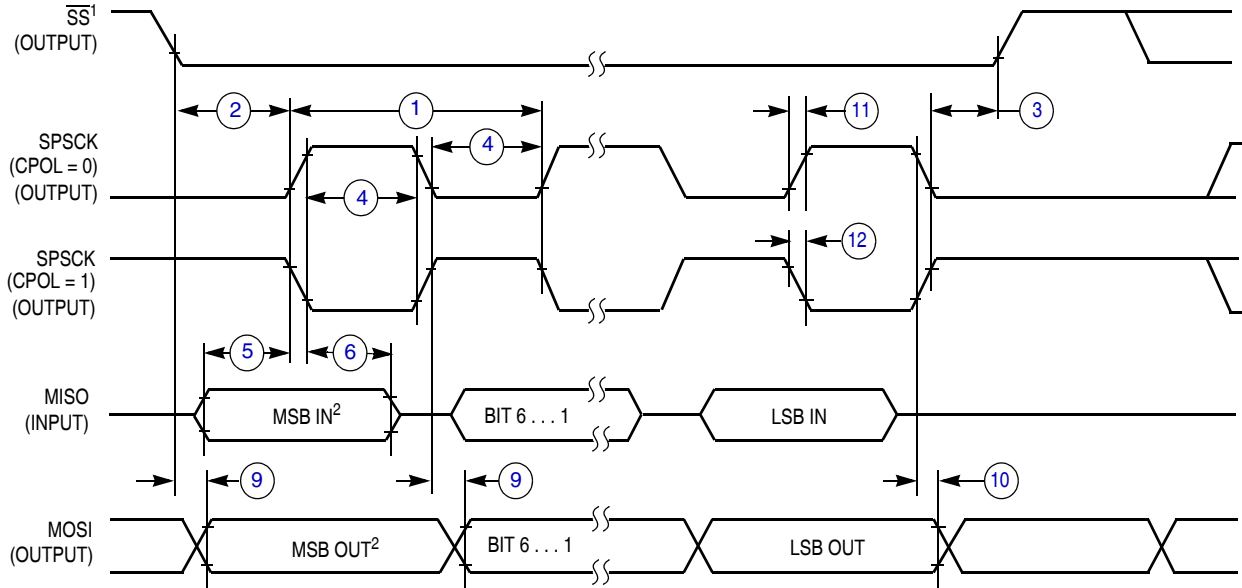 SS¹
(OUTPUT)
2
1
11
3
SPSCK
(CPOL = 0)
(OUTPUT)
4
4
SPSCK
(CPOL = 1)
(OUTPUT)
12
5
6
MISO
(INPUT)
MSB IN²
BIT 6 . . . 1
LSB IN
9
9
10
MOSI
(OUTPUT)
MSB OUT²
BIT 6 . . . 1
LSB OUT